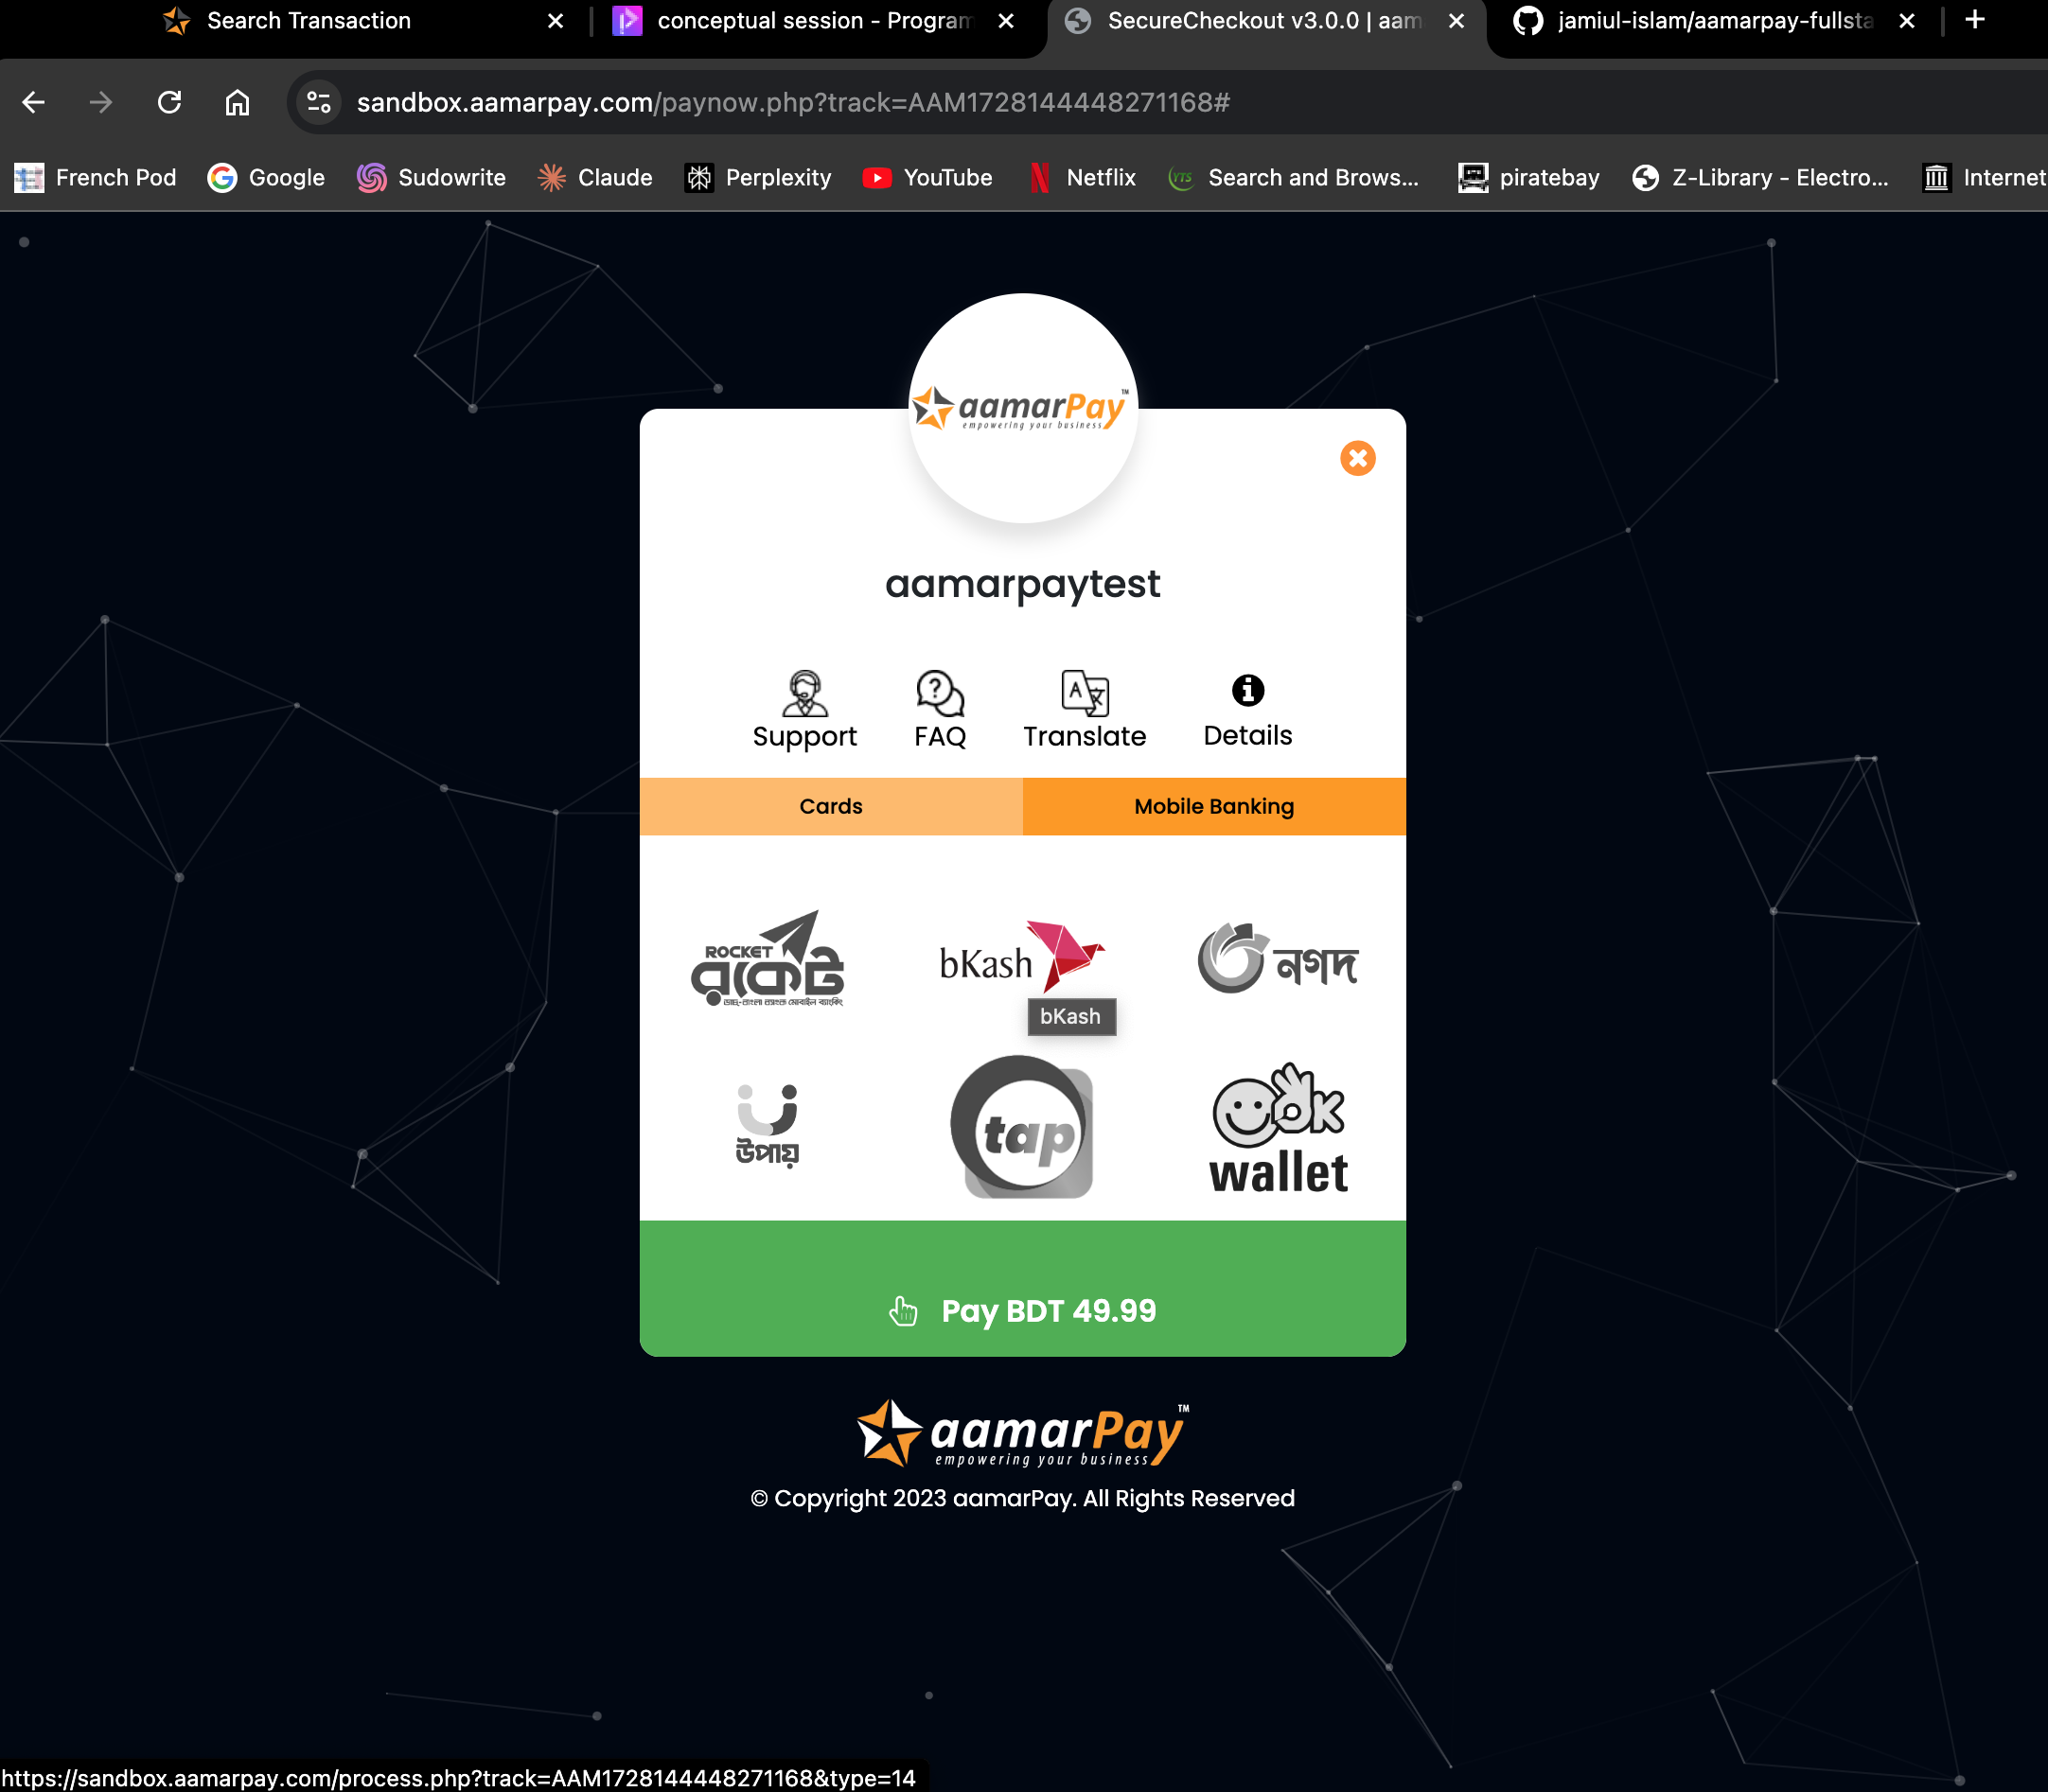 Search Transaction
conceptual session - Program
SecureCheckout v3.0.0 | aam
jamiul-islam/aamarpay-fullsta
sandbox.aamarpay.com/paynow.php?track=AAM1728144448271168#
French Pod
Google
Sudowrite
Claude
Perplexity
YouTube
Netflix
YTS
Search and Brows...
piratebay
Z-Library - Electro...
Internet
aamarPay™
empowering your business
aamarpaytest
Support
FAQ
Translate
Details
Cards
Mobile Banking
ROCKET
রকেট
ডাচ্-বাংলা ব্যাংক মোবাইল ব্যাংকিং
bKash
নগদ
bKash
উপায়
tap
OK
wallet
Pay BDT 49.99
aamarPay™
empowering your business
© Copyright 2023 aamarPay. All Rights Reserved
https://sandbox.aamarpay.com/process.php?track=AAM1728144448271168&type=14